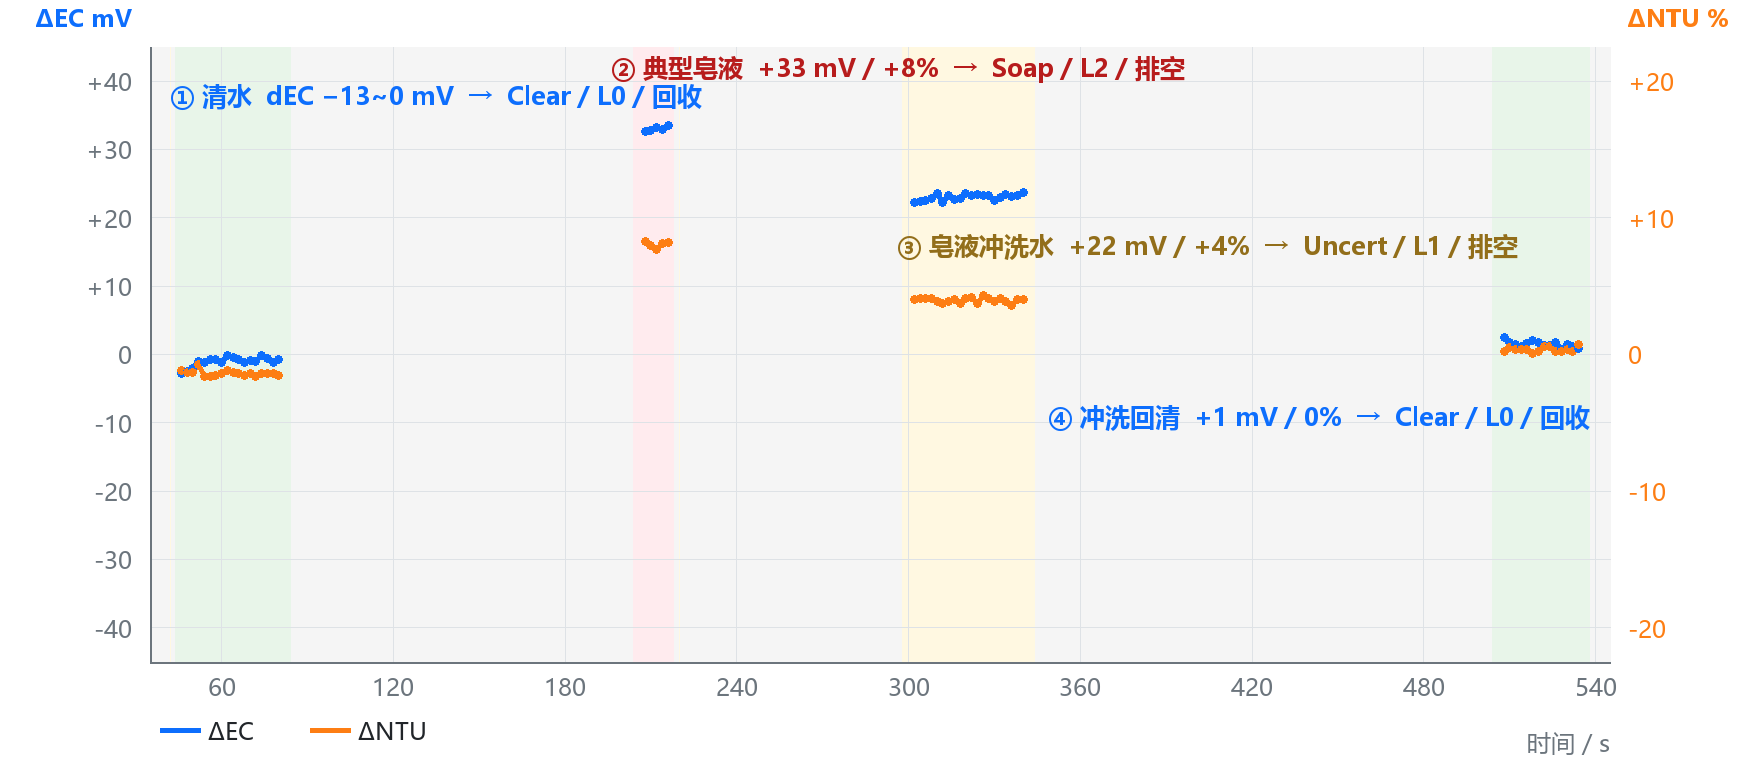 ΔEC mV
ΔNTU %
② 典型皂液 +33 mV / +8% → Soap / L2 / 排空
① 清水 dEC −13~0 mV → Clear / L0 / 回收
③ 皂液冲洗水 +22 mV / +4% → Uncert / L1 / 排空
④ 冲洗回清 +1 mV / 0% → Clear / L0 / 回收
+40
+30
+20
+10
0
-10
-20
-30
-40
+20
+10
0
-10
-20
60 120 180 240 300 360 420 480 540
ΔEC ΔNTU
时间 / s